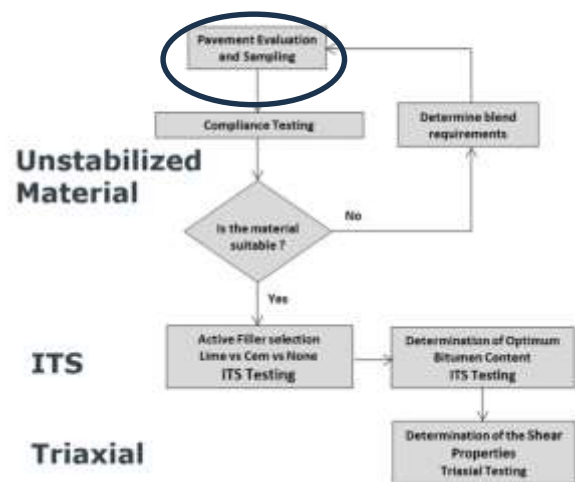 Pavement Evaluation
and Sampling
Compliance Testing
Determine blend
requirements
Unstabilized
Material
Is the material
suitable ?
No
Yes
Active Filler selection
Lime vs Cem vs None
ITS Testing
Determination of Optimum
Bitumen Content
ITS Testing
ITS
Determination of the Shear
Properties
Triaxial Testing
Triaxial